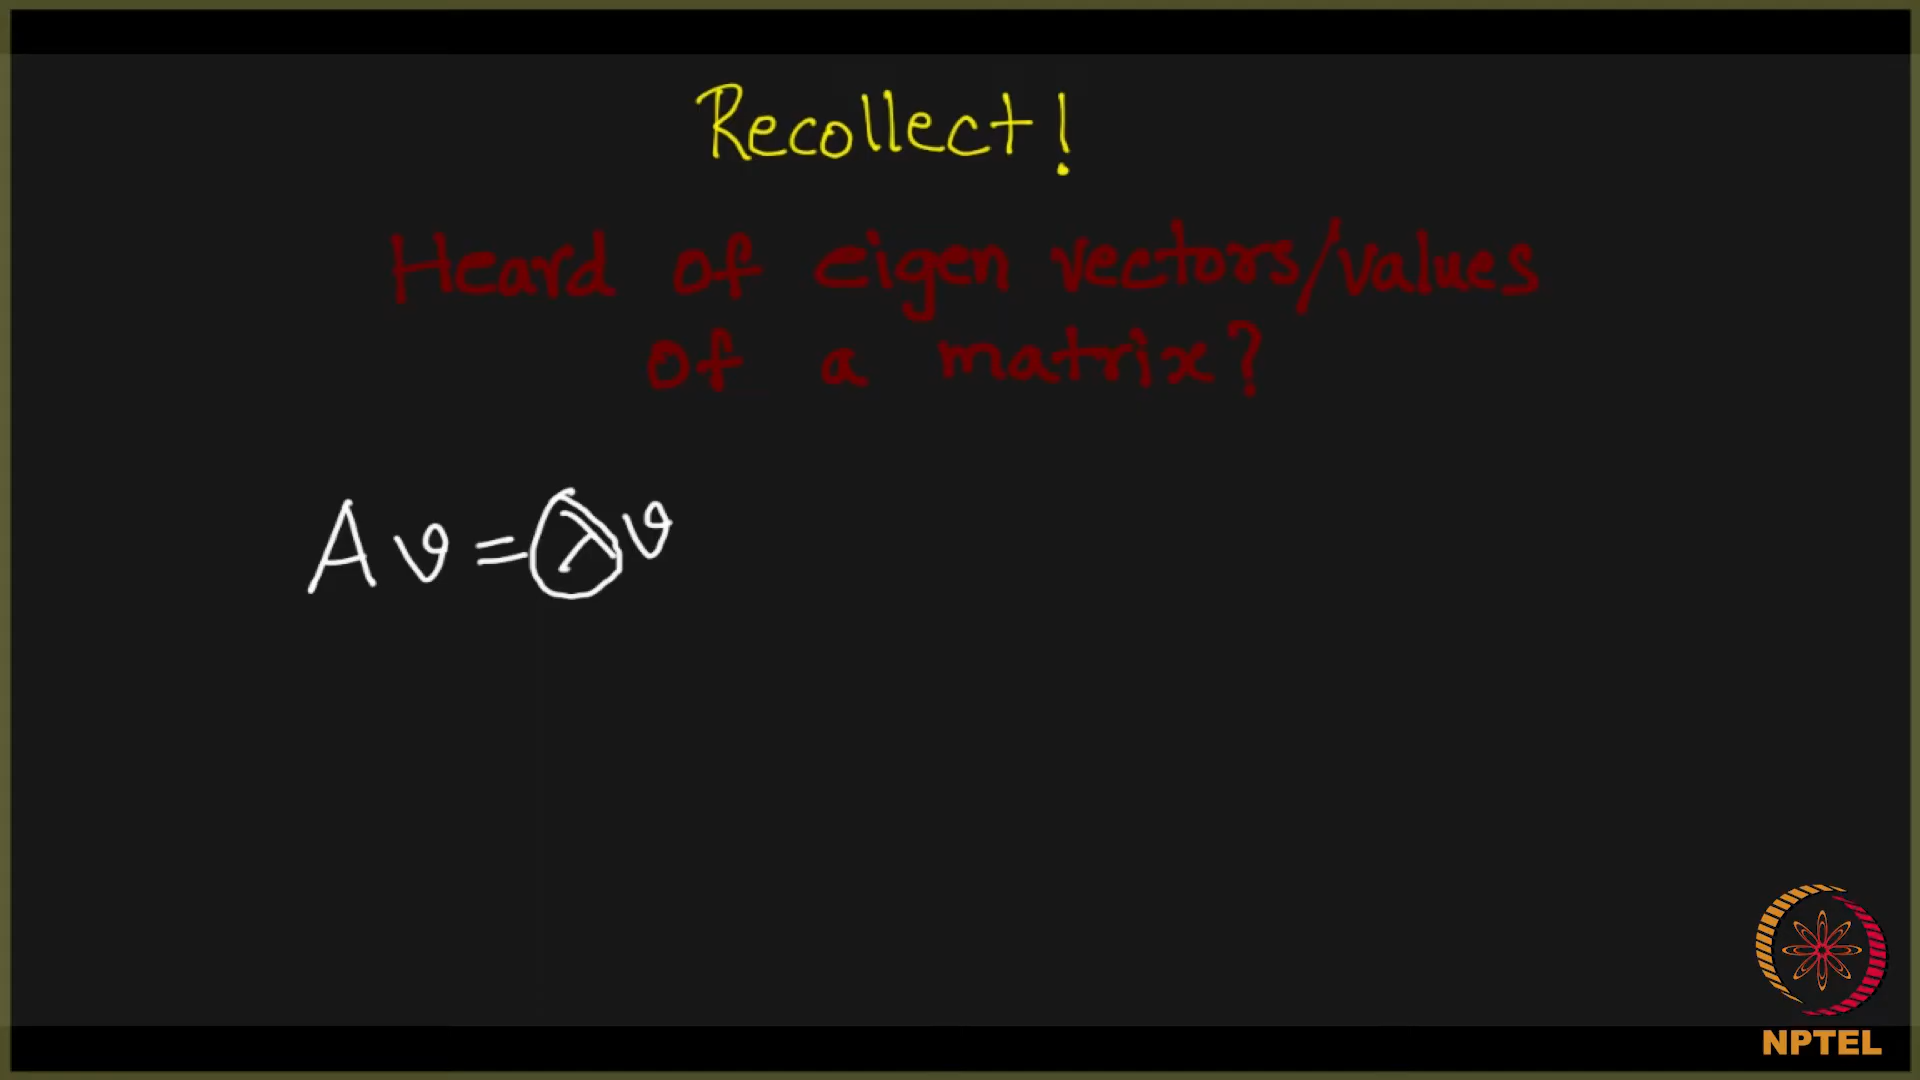 Recollect!
Heard of eigen vectors/values
of a matrix?
Av = λv
NPTEL